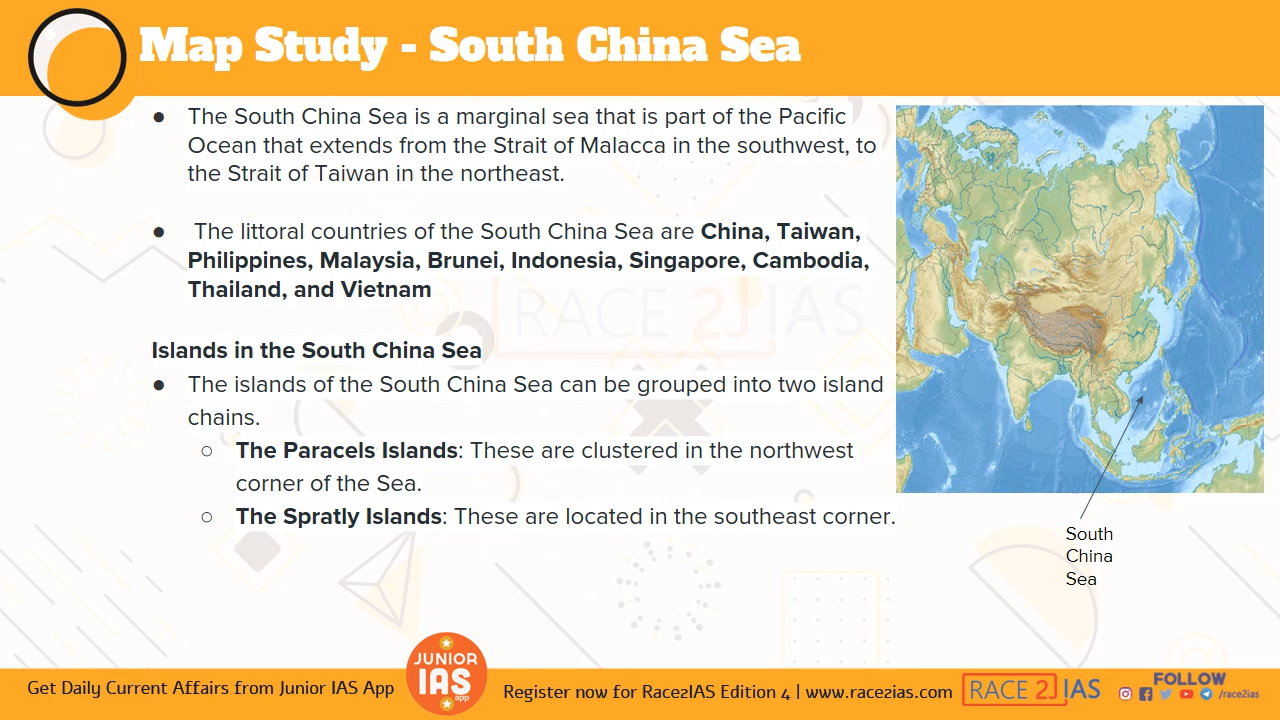 Map Study - South China Sea
● The South China Sea is a marginal sea that is part of the Pacific
Ocean that extends from the Strait of Malacca in the southwest, to
the Strait of Taiwan in the northeast.
● The littoral countries of the South China Sea are China, Taiwan,
Philippines, Malaysia, Brunei, Indonesia, Singapore, Cambodia,
Thailand, and Vietnam
Islands in the South China Sea
● The islands of the South China Sea can be grouped into two island
chains.
○ The Paracels Islands: These are clustered in the northwest
corner of the Sea.
○ The Spratly Islands: These are located in the southeast corner.
South
China
Sea
RACE 2J IAS
Get Daily Current Affairs from Junior IAS App
JUNIOR
IAS
app
Register now for Race2IAS Edition 4 | www.race2ias.com
RACE 2J IAS
FOLLOW
/race2ias